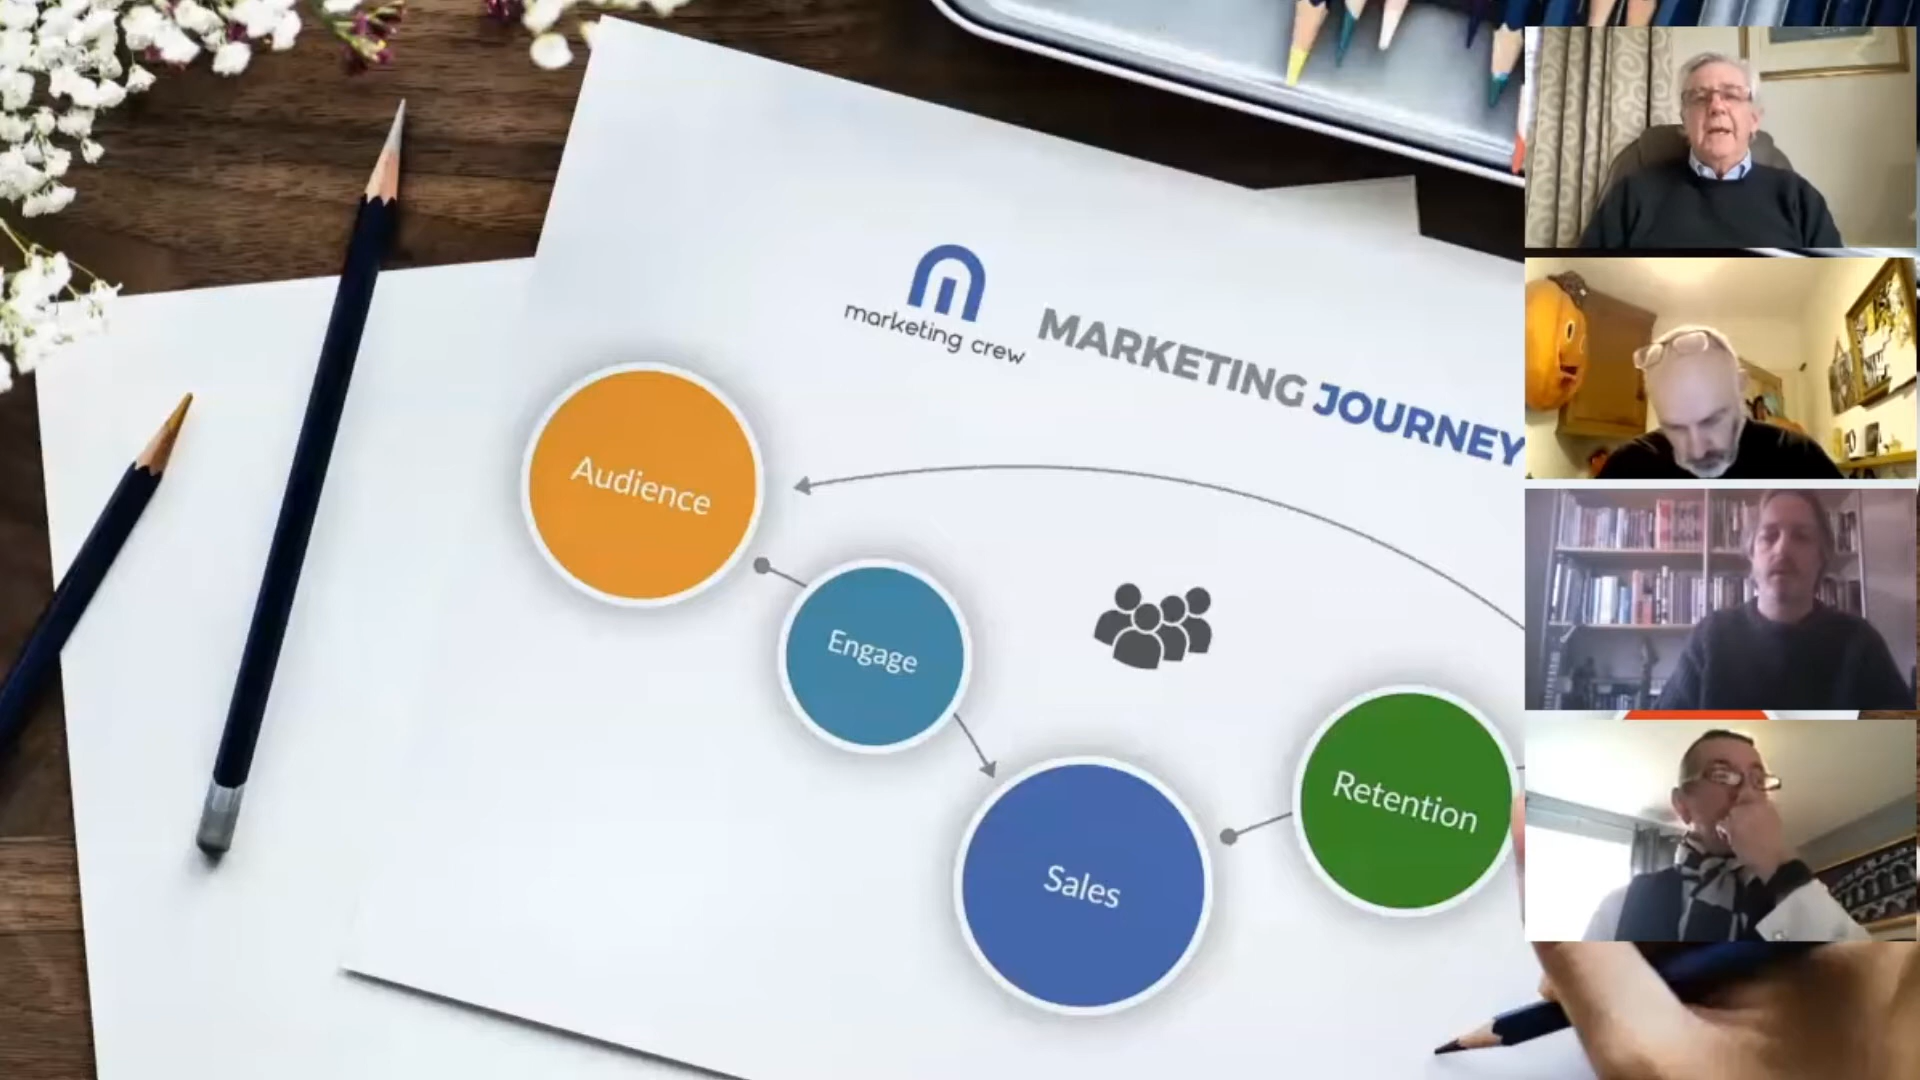 marketing crew
MARKETING JOURNEY
Audience
Engage
Sales
Retention